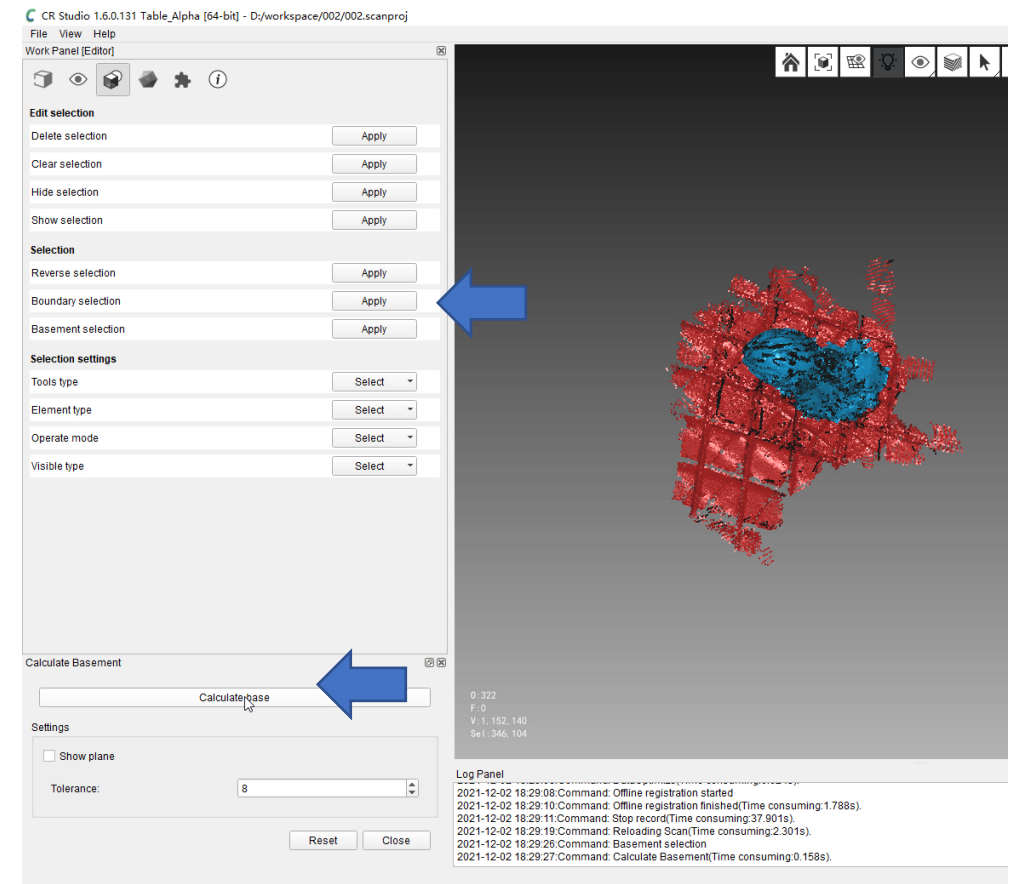 CR Studio 1.6.0.131 Table_Alpha [64-bit] - D:/workspace/002/002.scanproj
File View Help
Work Panel [Editor]
Edit selection
Delete selection Apply
Clear selection Apply
Hide selection Apply
Show selection Apply
Selection
Reverse selection Apply
Boundary selection Apply
Basement selection Apply
Selection settings
Tools type Select
Element type Select
Operate mode Select
Visible type Select
Calculate Basement
Calculate base
Settings
Show plane
Tolerance: 8
Reset Close
O:322
F:0
V:1, 152, 140
Sel:346, 104
Log Panel
2021-12-02 18:29:08:Command: Offline registration started
2021-12-02 18:29:10:Command: Offline registration finished(Time consuming:1.788s).
2021-12-02 18:29:11:Command: Stop record(Time consuming:37.901s).
2021-12-02 18:29:19:Command: Reloading Scan(Time consuming:2.301s).
2021-12-02 18:29:26:Command: Basement selection
2021-12-02 18:29:27:Command: Calculate Basement(Time consuming:0.158s).